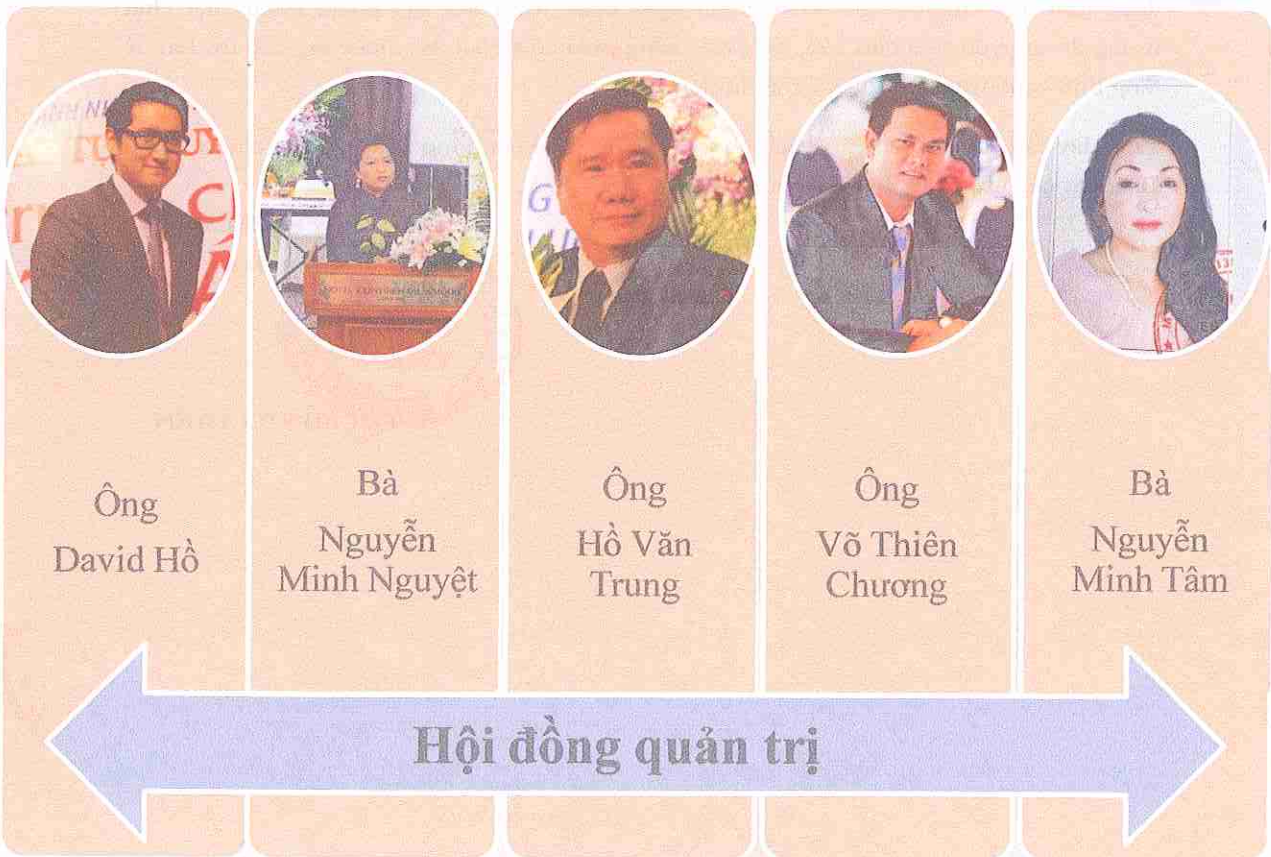 Ông
David Hồ
Bà
Nguyễn
Minh Nguyệt
Ông
Hồ Văn
Trung
Ông
Võ Thiên
Chương
Bà
Nguyễn
Minh Tâm
Hội đồng quản trị